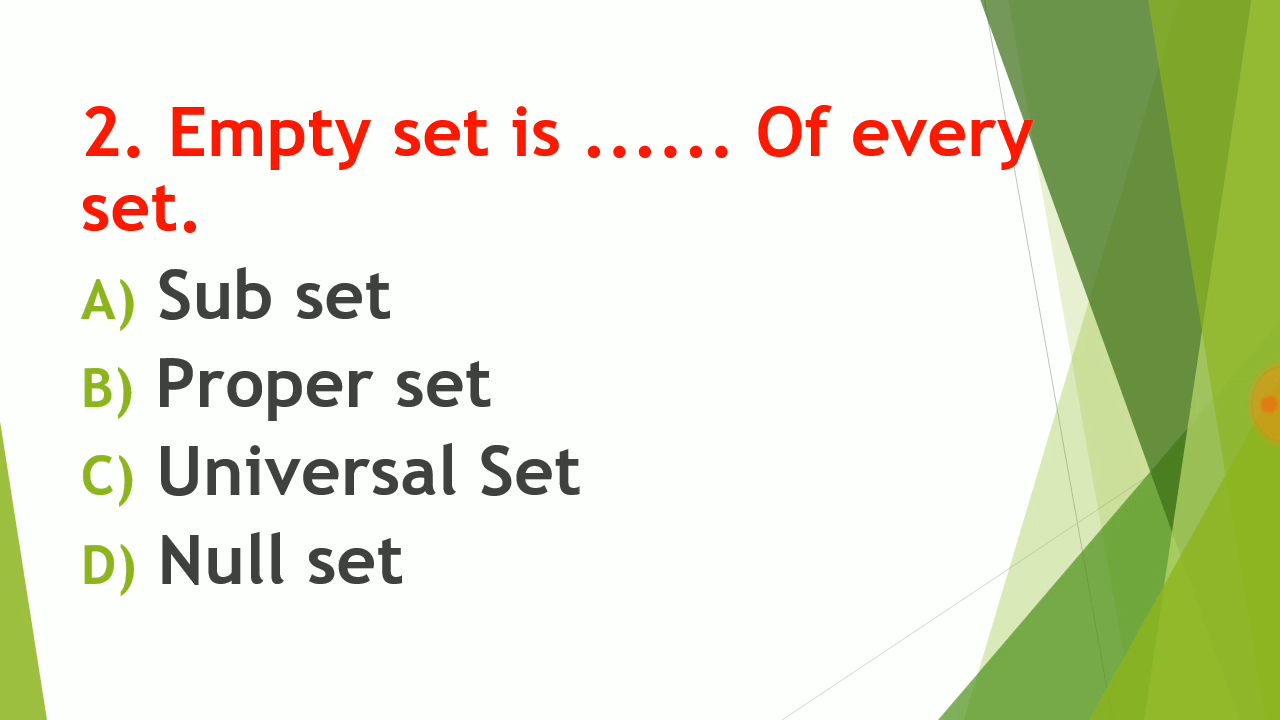 2. Empty set is ...... Of every
set.
A) Sub set
B) Proper set
C) Universal Set
D) Null set